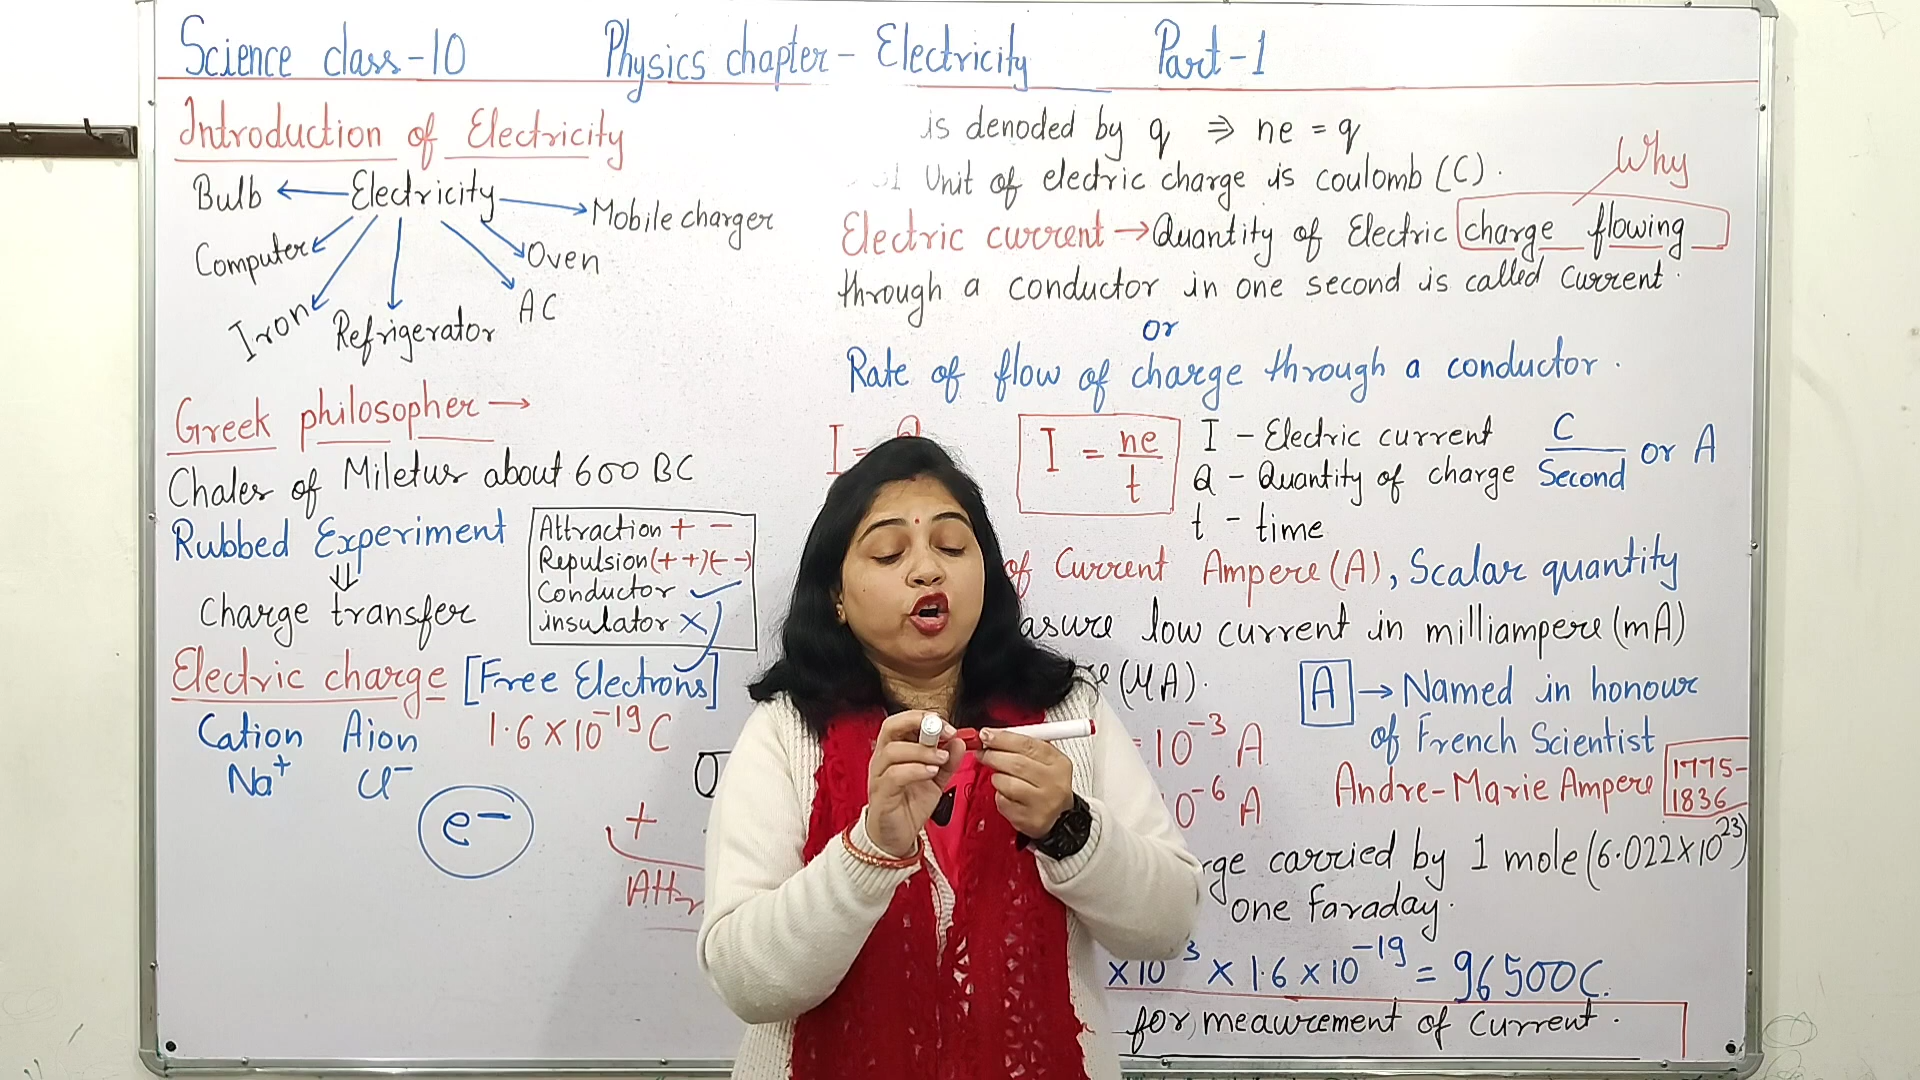 Science class-10 Physics chapter- Electricity Part-1
Introduction of Electricity
Bulb ← Electricity → Mobile charger
Computer
Oven
Iron
Refrigerator
AC
Greek philosopher →
Chales of Miletus about 600 BC
Rubbed Experiment
⇓
Charge transfer
Attraction + -
Repulsion (+ +)(- -)
Conductor ✓
insulator ×
Electric charge [Free Electrons]
Cation Aion 1.6 × 10⁻¹⁹ C
Na⁺ Cl⁻
e⁻
+
is denoded by q ⇒ ne = q
Unit of electric charge is coulomb (C).
Why
Electric current → Quantity of Electric charge flowing
through a conductor in one second is called Current.
or
Rate of flow of charge through a conductor.
I =
I = ne/t
I - Electric current
Q - Quantity of charge
t - time
C/Second or A
of Current Ampere (A), Scalar quantity
low current in milliampere (mA)
(μA).
= 10⁻³ A
⁻⁶ A
A → Named in honour
of French Scientist
Andre-Marie Ampere 1775-
1836
carried by 1 mole (6.022×10²³)
one faraday.
× 1.6 × 10⁻¹⁹ = 96500C.
for, meaurement of Current.